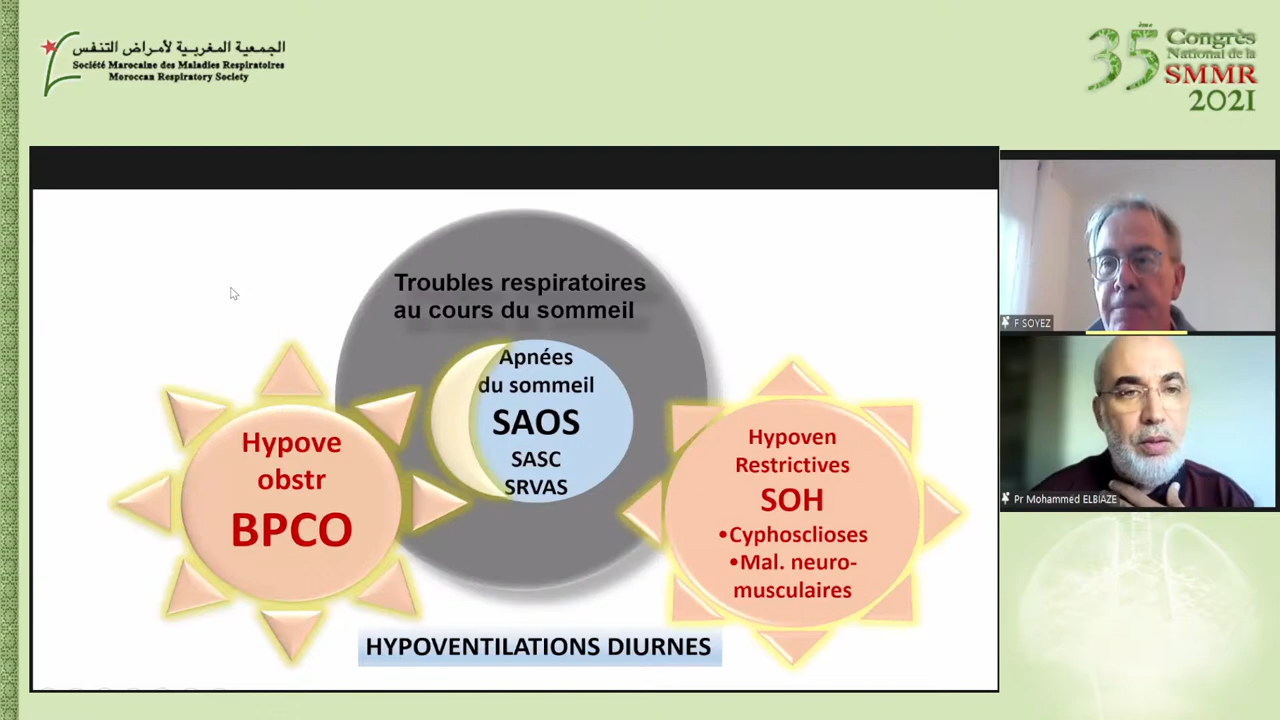 الجمعية المغربية لأمراض التنفس
Société Marocaine des Maladies Respiratoires
Moroccan Respiratory Society
35ème Congrès
National de la
SMMR
2021
Troubles respiratoires
au cours du sommeil
Apnées
du sommeil
SAOS
SASC
SRVAS
Hypove
obstr
BPCO
Hypoven
Restrictives
SOH
•Cyphosclioses
•Mal. neuro-
musculaires
HYPOVENTILATIONS DIURNES
F SOYEZ
Pr Mohamméd ELBIAZE